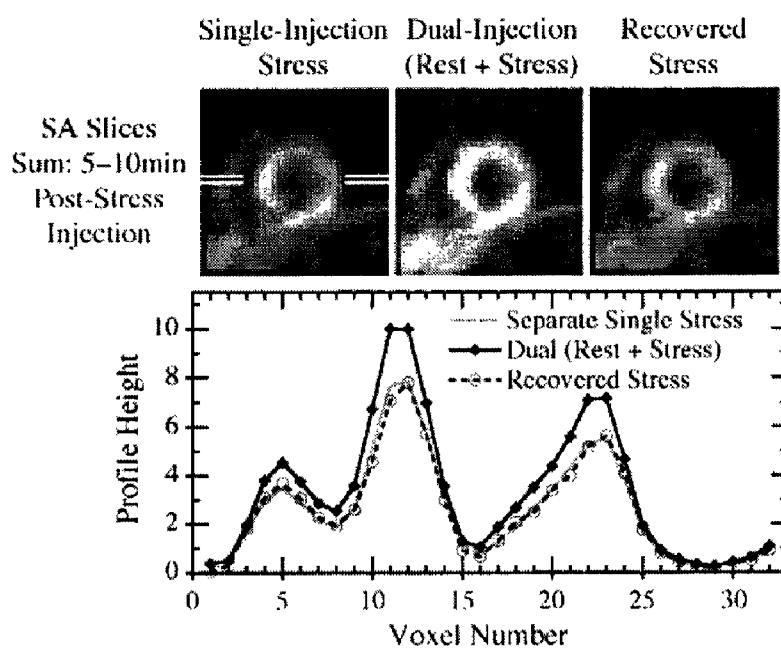 Single-Injection Stress
Dual-Injection (Rest + Stress)
Recovered Stress
SA Slices
Sum: 5–10min
Post-Stress
Injection
Separate Single Stress
Dual (Rest + Stress)
Recovered Stress
Profile Height
10
8
6
4
2
0
0 5 10 15 20 25 30
Voxel Number